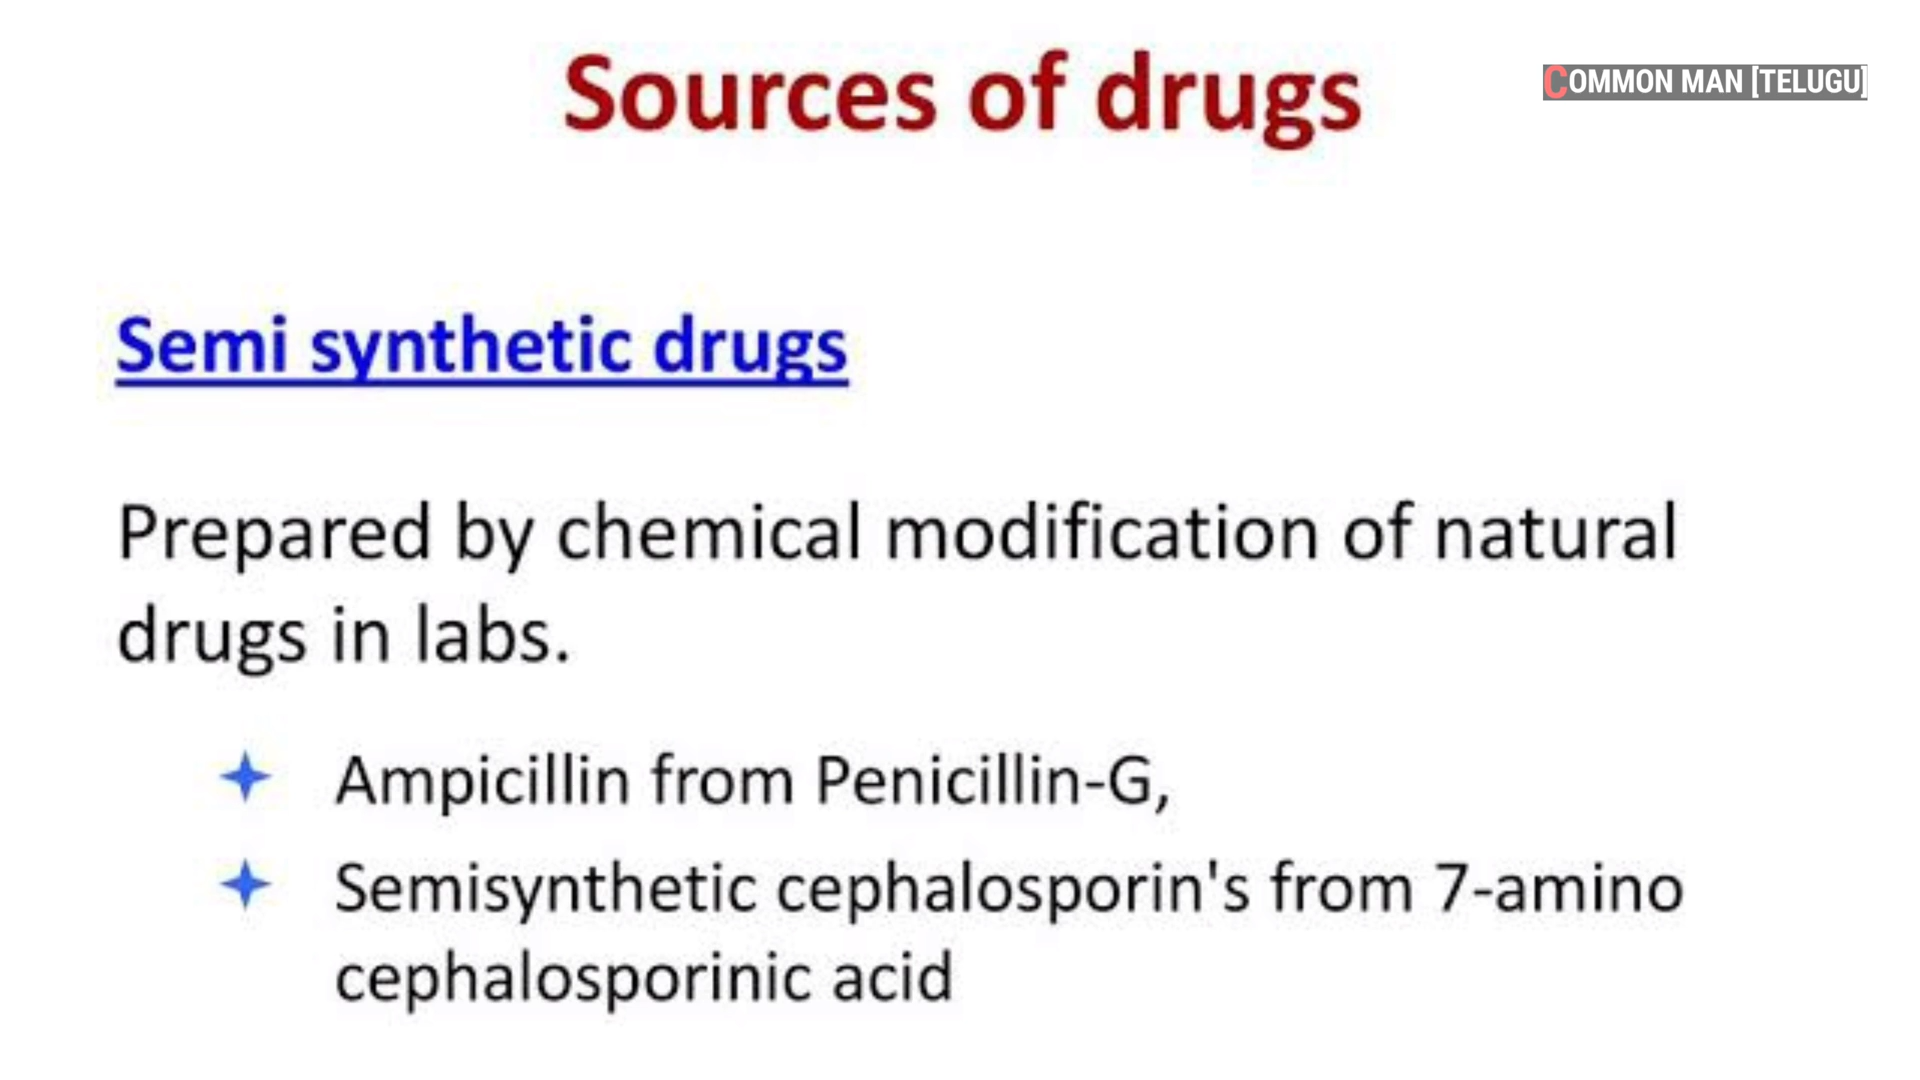 Sources of drugs
COMMON MAN [TELUGU]
Semi synthetic drugs
Prepared by chemical modification of natural
drugs in labs.
Ampicillin from Penicillin-G,
Semisynthetic cephalosporin's from 7-amino
cephalosporinic acid